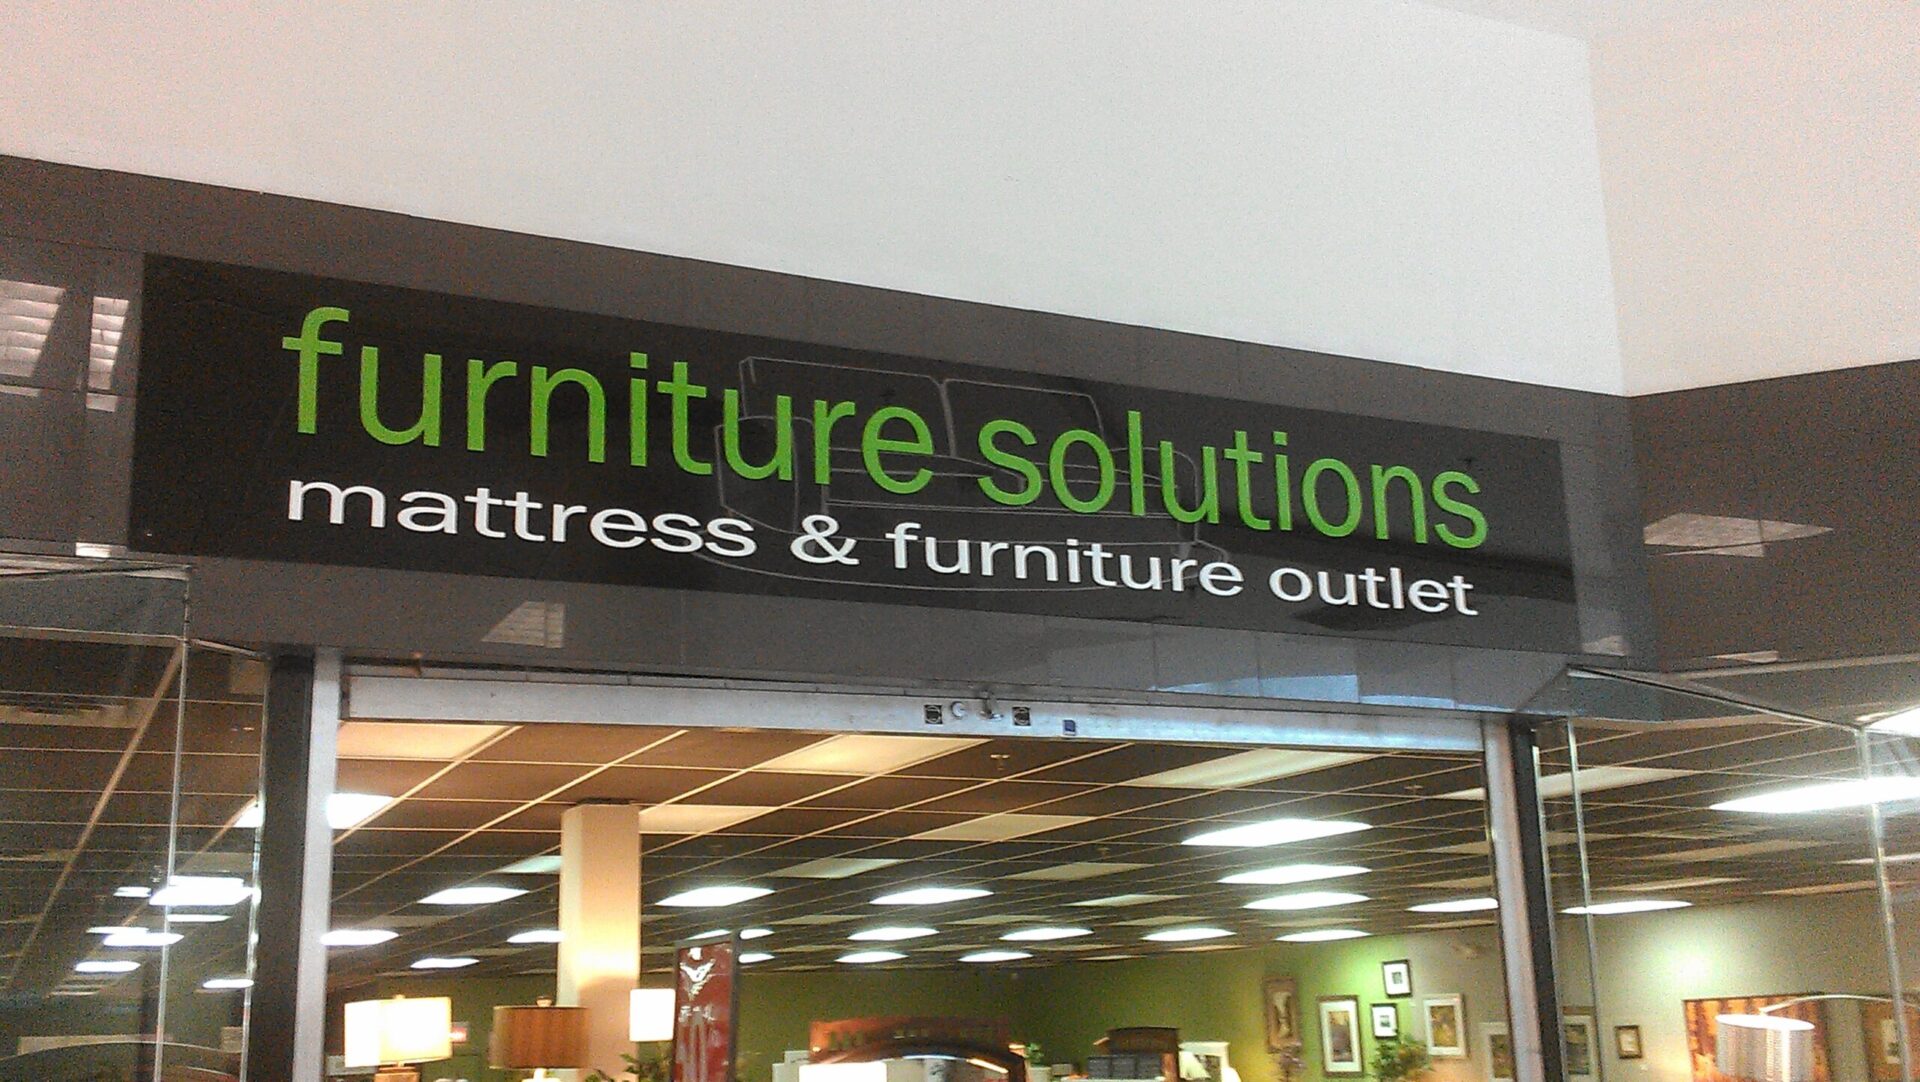 furniture solutions
mattress & furniture outlet